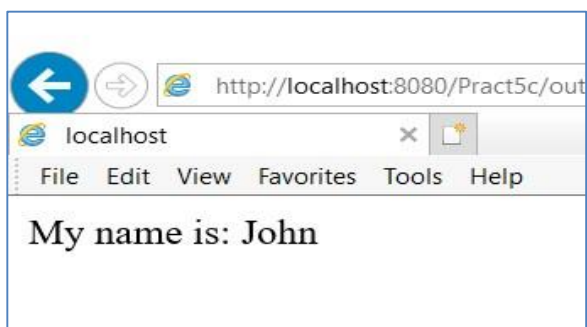 http://localhost:8080/Pract5c/out
localhost
File Edit View Favorites Tools Help
My name is: John